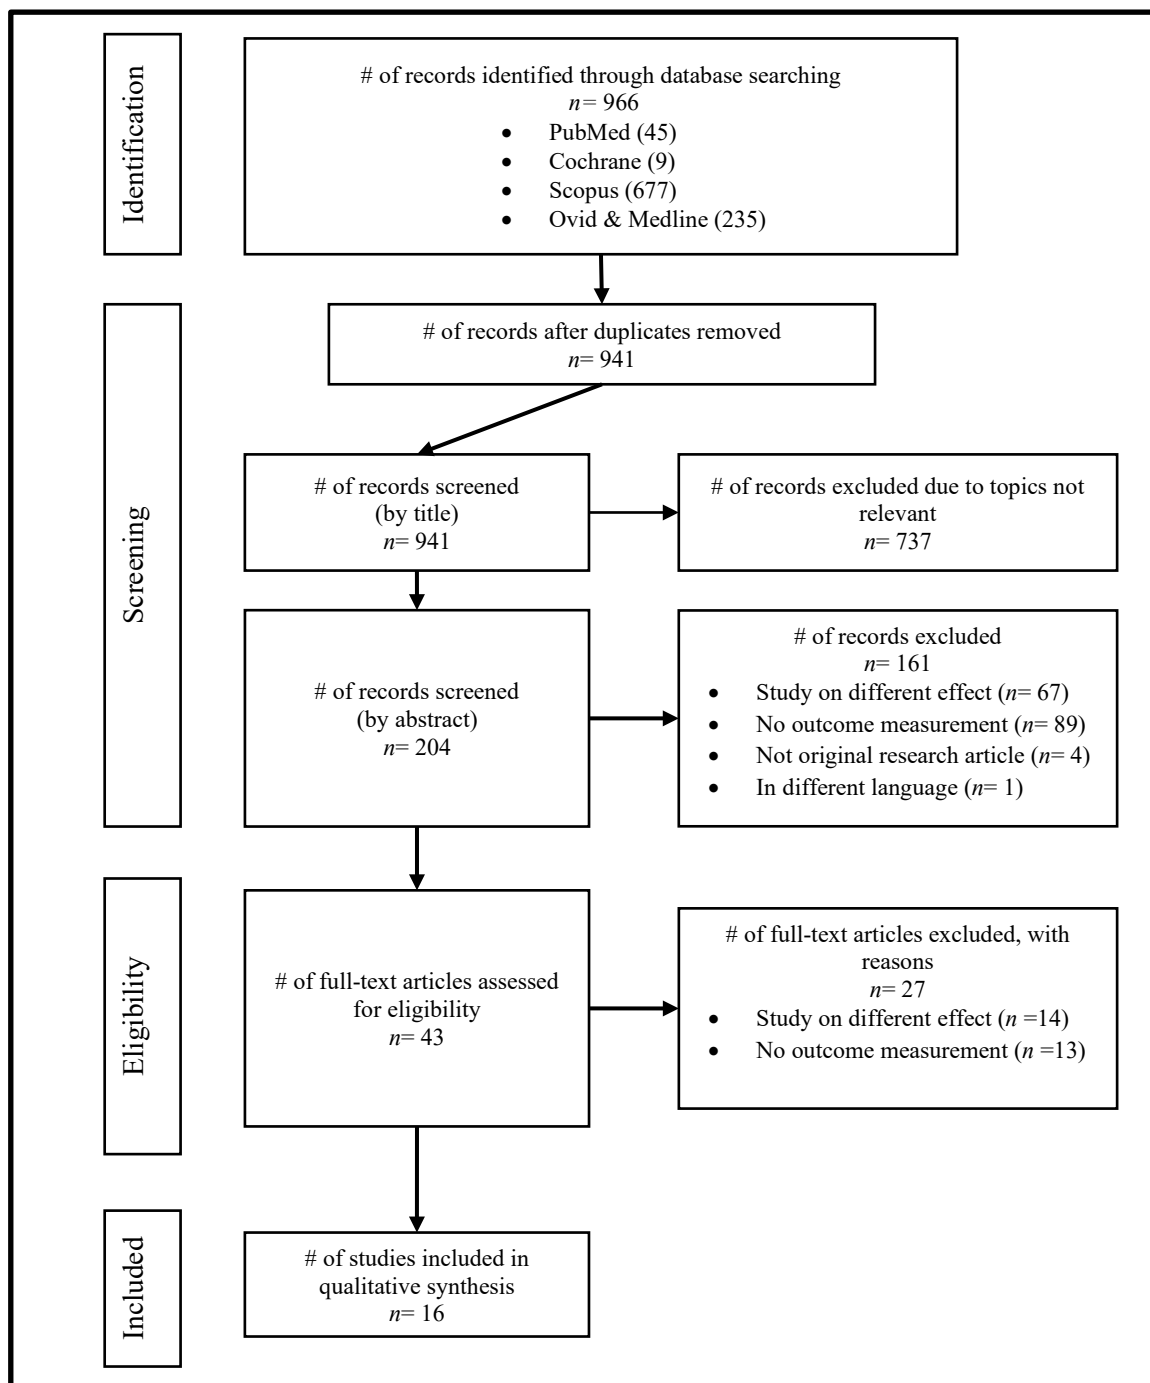 Identification
# of records identified through database searching
n= 966
• PubMed (45)
• Cochrane (9)
• Scopus (677)
• Ovid & Medline (235)
Screening
# of records after duplicates removed
n= 941
# of records screened
(by title)
n= 941
# of records excluded due to topics not
relevant
n= 737
# of records screened
(by abstract)
n= 204
# of records excluded
n= 161
• Study on different effect (n= 67)
• No outcome measurement (n= 89)
• Not original research article (n= 4)
• In different language (n= 1)
Eligibility
# of full-text articles assessed
for eligibility
n= 43
# of full-text articles excluded, with
reasons
n= 27
• Study on different effect (n =14)
• No outcome measurement (n =13)
Included
# of studies included in
qualitative synthesis
n= 16